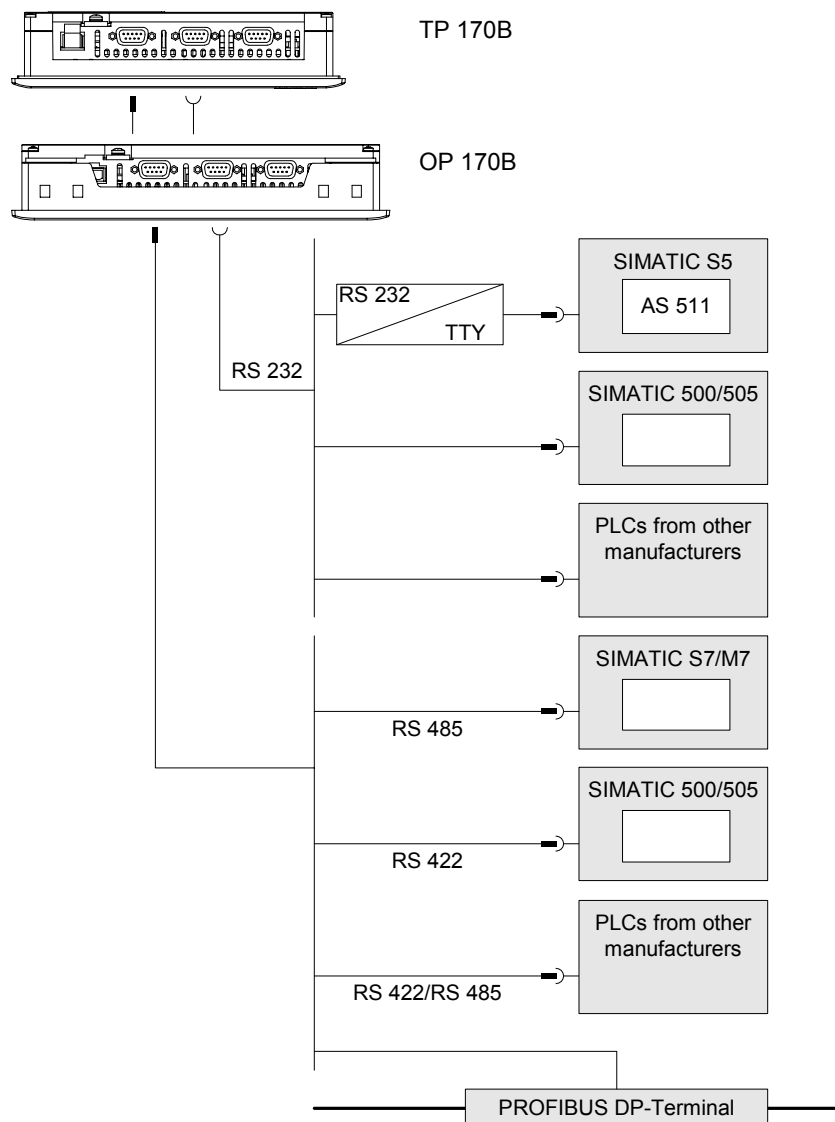 TP 170B
OP 170B
SIMATIC S5
AS 511
RS 232
TTY
RS 232
SIMATIC 500/505
PLCs from other
manufacturers
SIMATIC S7/M7
RS 485
SIMATIC 500/505
RS 422
PLCs from other
manufacturers
RS 422/RS 485
PROFIBUS DP-Terminal